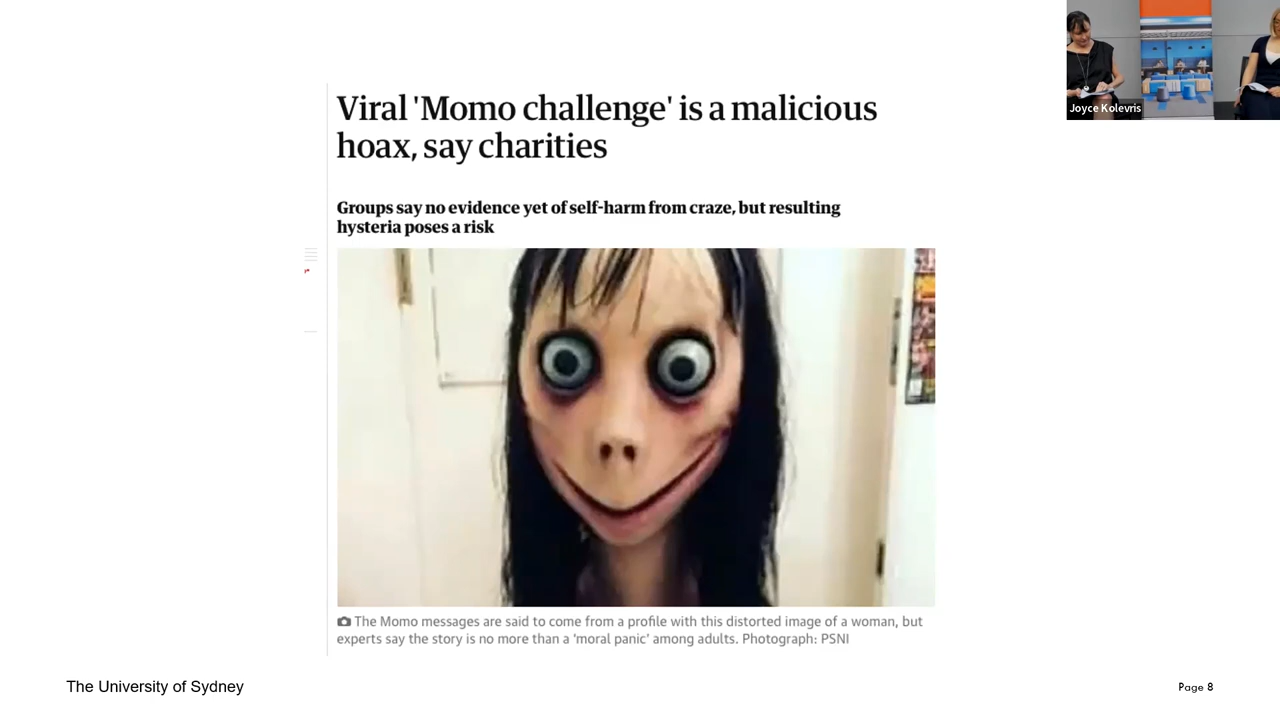 Joyce Kolevris
Viral 'Momo challenge' is a malicious
hoax, say charities
Groups say no evidence yet of self-harm from craze, but resulting
hysteria poses a risk
The Momo messages are said to come from a profile with this distorted image of a woman, but
experts say the story is no more than a 'moral panic' among adults. Photograph: PSNI
The University of Sydney
Page 8